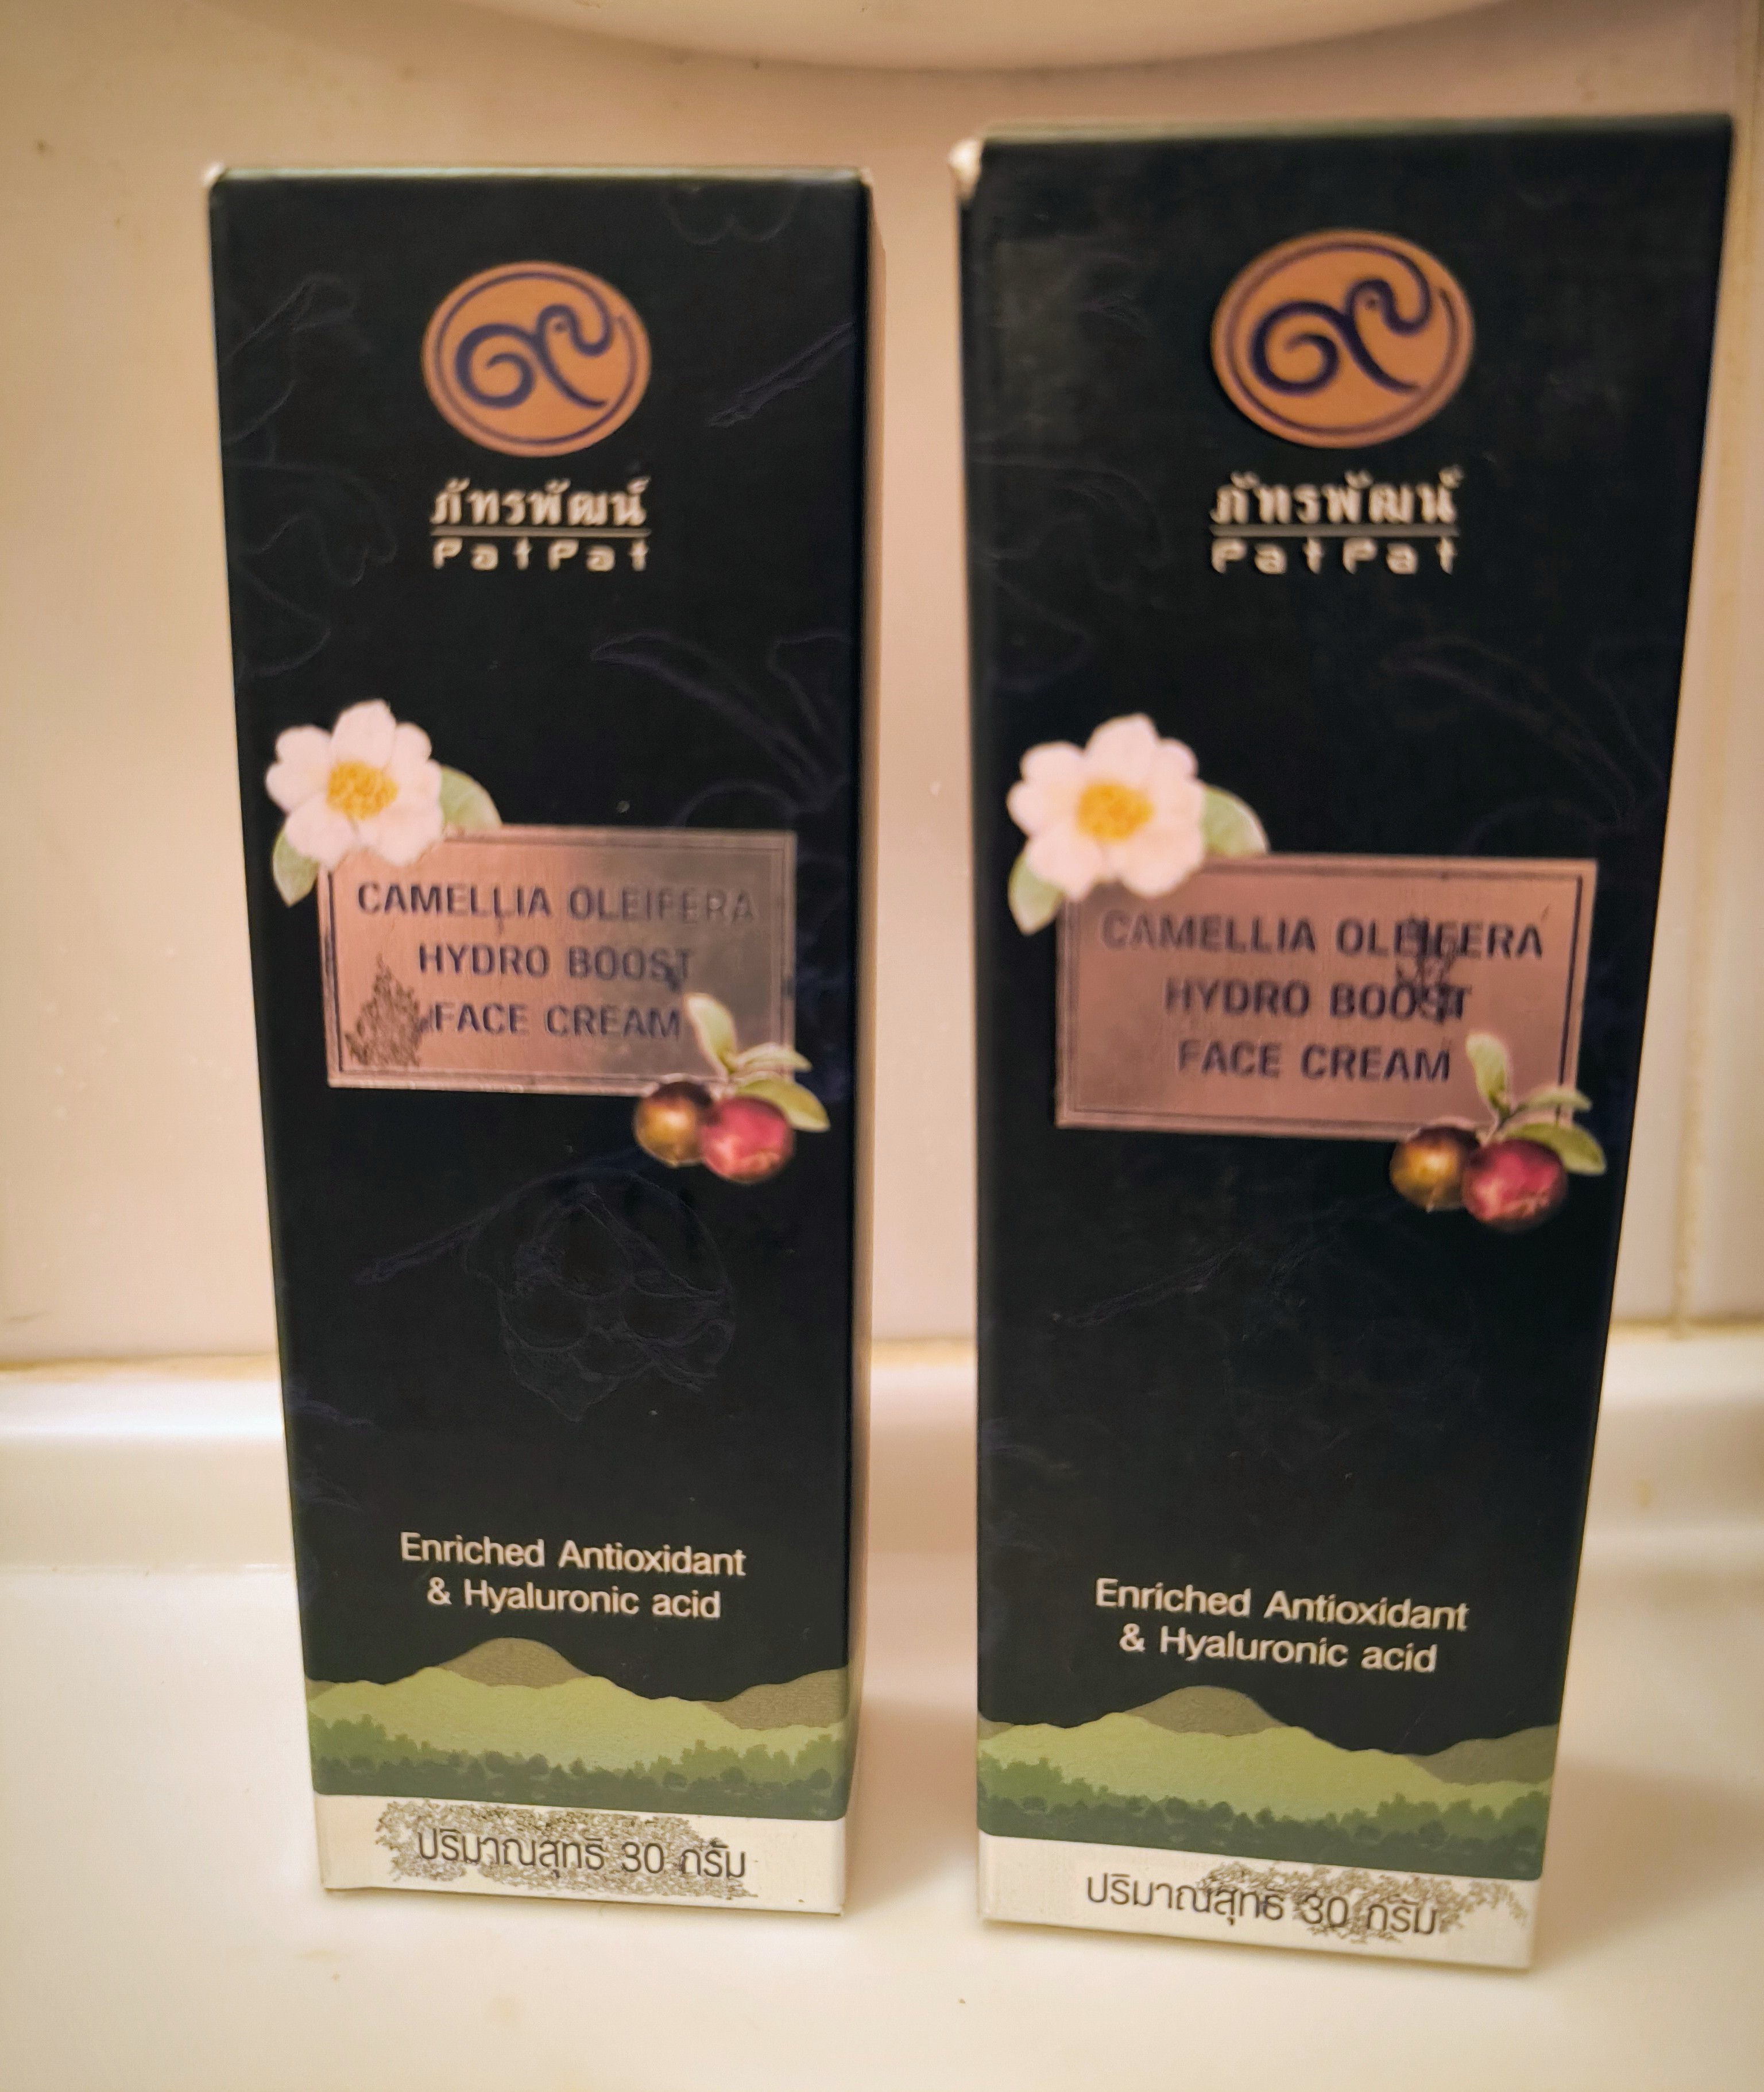 ภัทรพัฒน์
PatPat
CAMELLIA OLEIFERA
HYDRO BOOST
FACE CREAM
Enriched Antioxidant
& Hyaluronic acid
ปริมาณสุทธิ 30 กรัม
ภัทรพัฒน์
PatPat
CAMELLIA OLEIFERA
HYDRO BOOST
FACE CREAM
Enriched Antioxidant
& Hyaluronic acid
ปริมาณสุทธิ 30 กรัม